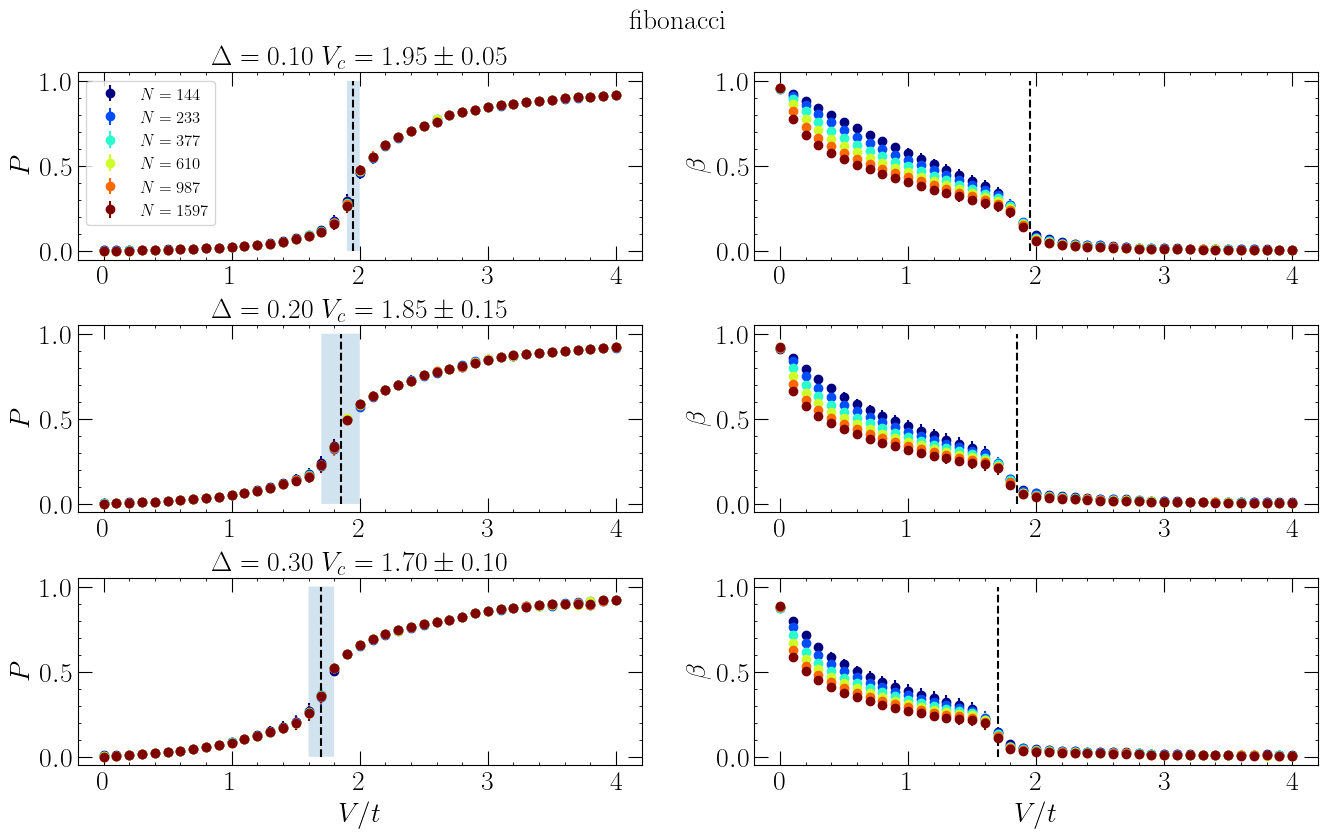 fibonacci
Δ = 0.10 V_c = 1.95 ± 0.05
1.0
0.5
0.0
P
N = 144
N = 233
N = 377
N = 610
N = 987
N = 1597
0 1 2 3 4
1.0
0.5
0.0
β
0 1 2 3 4
Δ = 0.20 V_c = 1.85 ± 0.15
1.0
0.5
0.0
P
0 1 2 3 4
1.0
0.5
0.0
β
0 1 2 3 4
Δ = 0.30 V_c = 1.70 ± 0.10
1.0
0.5
0.0
P
0 1 2 3 4
V/t
1.0
0.5
0.0
β
0 1 2 3 4
V/t